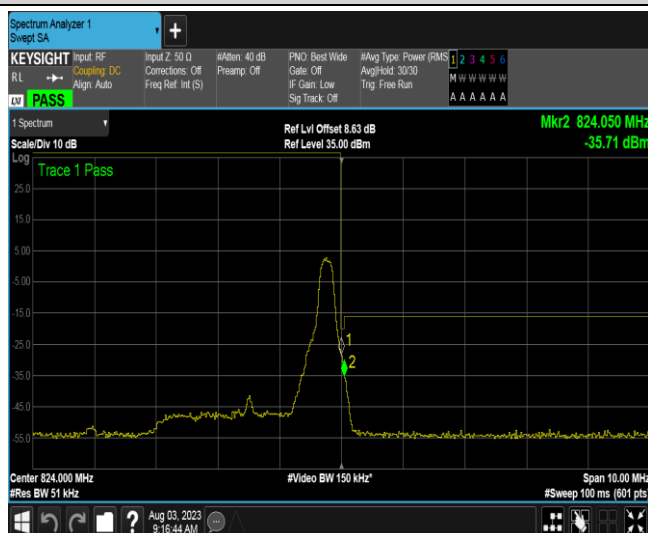 Spectrum Analyzer 1
Swept SA
+
KEYSIGHT
RL
LXI PASS
Input: RF
Coupling: DC
Align: Auto
Input Z: 50 Ω
Corrections: Off
Freq Ref: Int (S)
#Atten: 40 dB
Preamp: Off
PNO: Best Wide
Gate: Off
IF Gain: Low
Sig Track: Off
#Avg Type: Power (RMS
Avg|Hold: 30/30
Trig: Free Run
1 2 3 4 5 6
M W W W W W
A A A A A A
1 Spectrum
Scale/Div 10 dB
Ref Lvl Offset 8.63 dB
Ref Level 35.00 dBm
Mkr2 824.050 MHz
-35.71 dBm
Log
Trace 1 Pass
25.0
15.0
5.00
-5.00
-15.0
-25.0
1
2
-35.0
-45.0
-55.0
Center 824.000 MHz
#Res BW 51 kHz
#Video BW 150 kHz*
Span 10.00 MHz
#Sweep 100 ms (601 pts)
?
Aug 03, 2023
9:16:44 AM